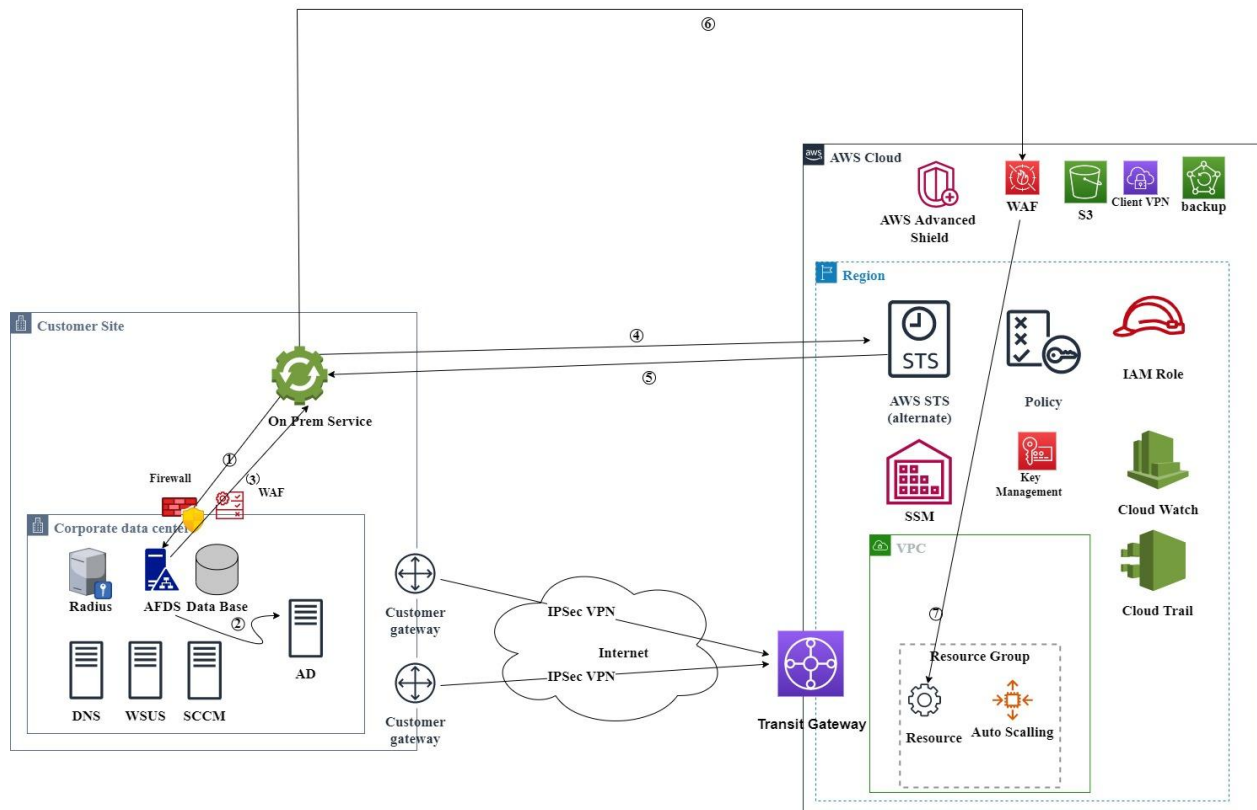 ⑥
aws
AWS Cloud
AWS Advanced
Shield
WAF
S3
Client VPN
backup
Region
Customer Site
④
⑤
STS
AWS STS
(alternate)
Policy
IAM Role
On Prem Service
①
③
Firewall
WAF
SSM
Key
Management
Cloud Watch
Corporate data center
VPC
Radius
AFDS
Data Base
②
AD
DNS
WSUS
SCCM
Customer
gateway
Customer
gateway
IPSec VPN
Internet
IPSec VPN
Transit Gateway
Cloud Trail
⑦
Resource Group
Resource
Auto Scalling